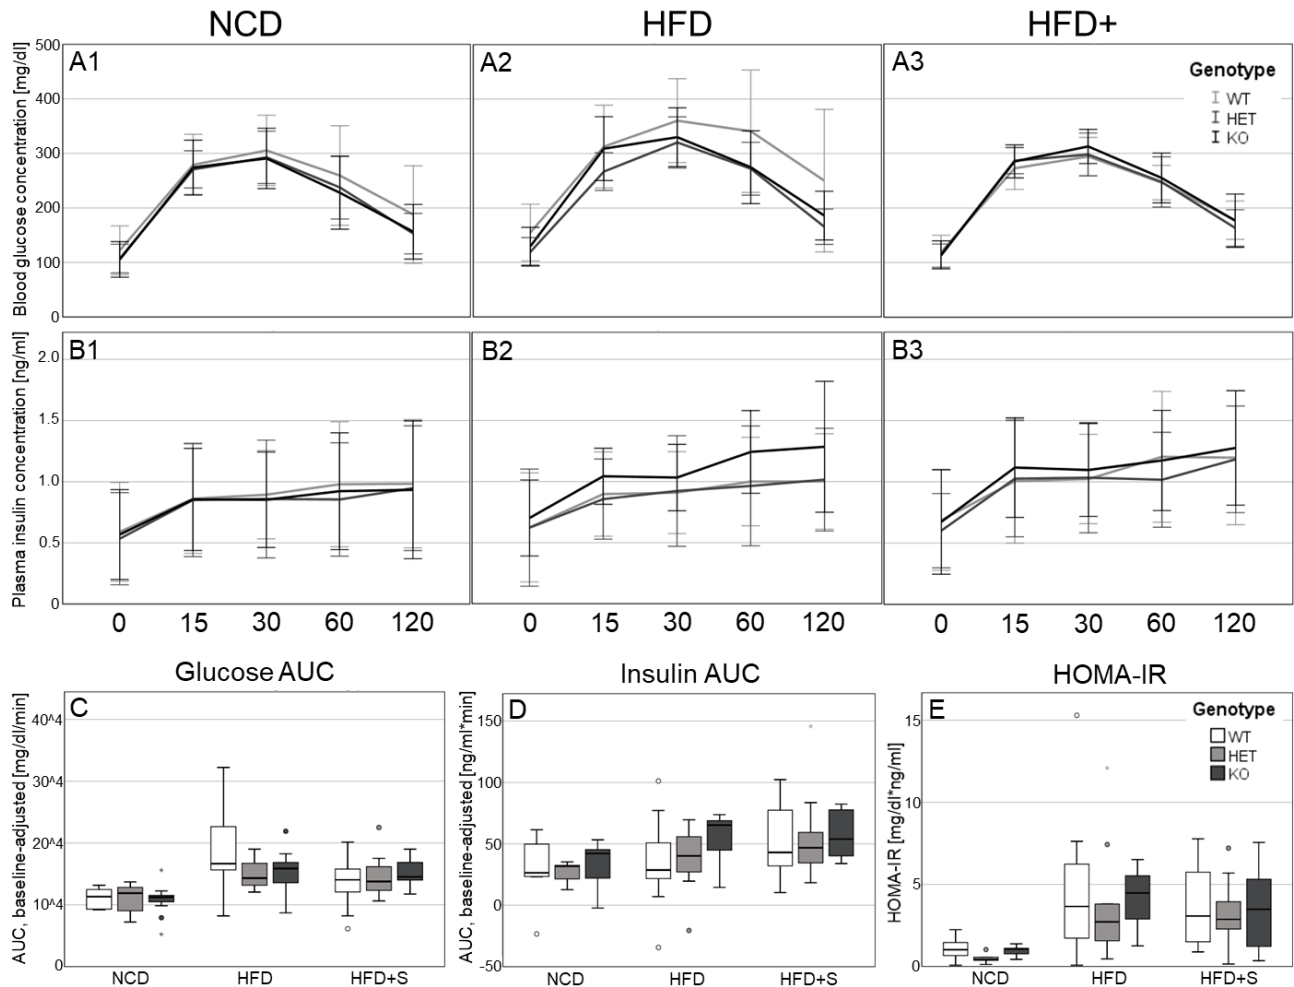 NCD HFD HFD+
Blood glucose concentration [mg/dl]
500
400
300
200
100
0
A1 A2 A3
Genotype
WT
HET
KO
Plasma insulin concentration [ng/ml]
2.0
1.5
1.0
0.5
0
B1 B2 B3
0 15 30 60 120 0 15 30 60 120 0 15 30 60 120
Glucose AUC Insulin AUC HOMA-IR
AUC, baseline-adjusted [mg/dl/min]
40^4
30^4
20^4
10^4
0
C
NCD HFD HFD+S
AUC, baseline-adjusted [ng/ml*min]
150
100
50
0
-50
D
NCD HFD HFD+S
HOMA-IR [mg/dl*ng/ml]
15
10
5
0
E
Genotype
WT
HET
KO
NCD HFD HFD+S